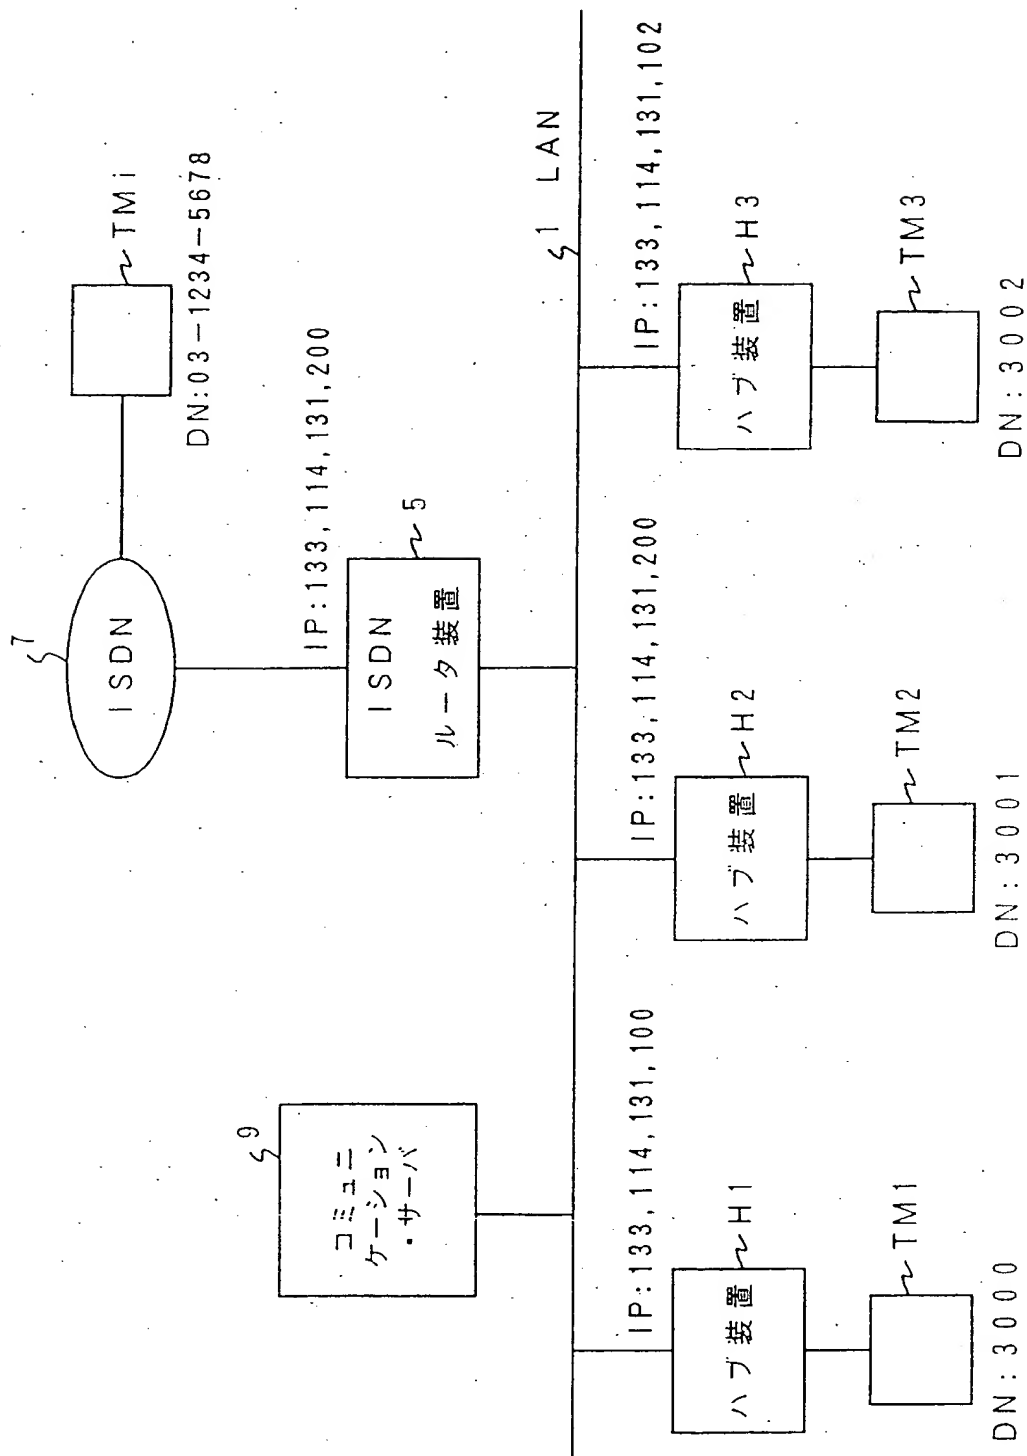 7
ISDN
TMi
DN:03-1234-5678
IP:133,114,131,200
9
コミュニ
ケーション
・サーバ
ISDN
ルータ装置
5
1 LAN
IP:133,114,131,100
IP:133,114,131,200
IP:133,114,131,102
ハブ装置
H1
ハブ装置
H2
ハブ装置
H3
TM1
TM2
TM3
DN:3000
DN:3001
DN:3002